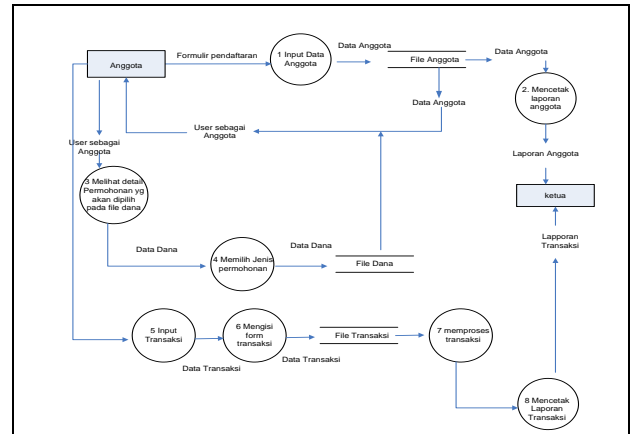 Formulir pendaftaran
Anggota
1 Input Data
Anggota
Data Anggota
File Anggota
Data Anggota
2. Mencetak
laporan
anggota
Data Anggota
User sebagai
Anggota
User sebagai
Anggota
Laporan Anggota
3 Melihat detail
Permohonan yg
akan dipilih
pada file dana
ketua
Data Dana
4 Memilih Jenis
permohonan
Data Dana
File Dana
Lapporan
Transaksi
5 Input
Transaksi
Data Transaksi
6 Mengisi
form
transaksi
Data Transaksi
File Transaksi
7 memproses
transaksi
8 Mencetak
Laporan
Transaksi